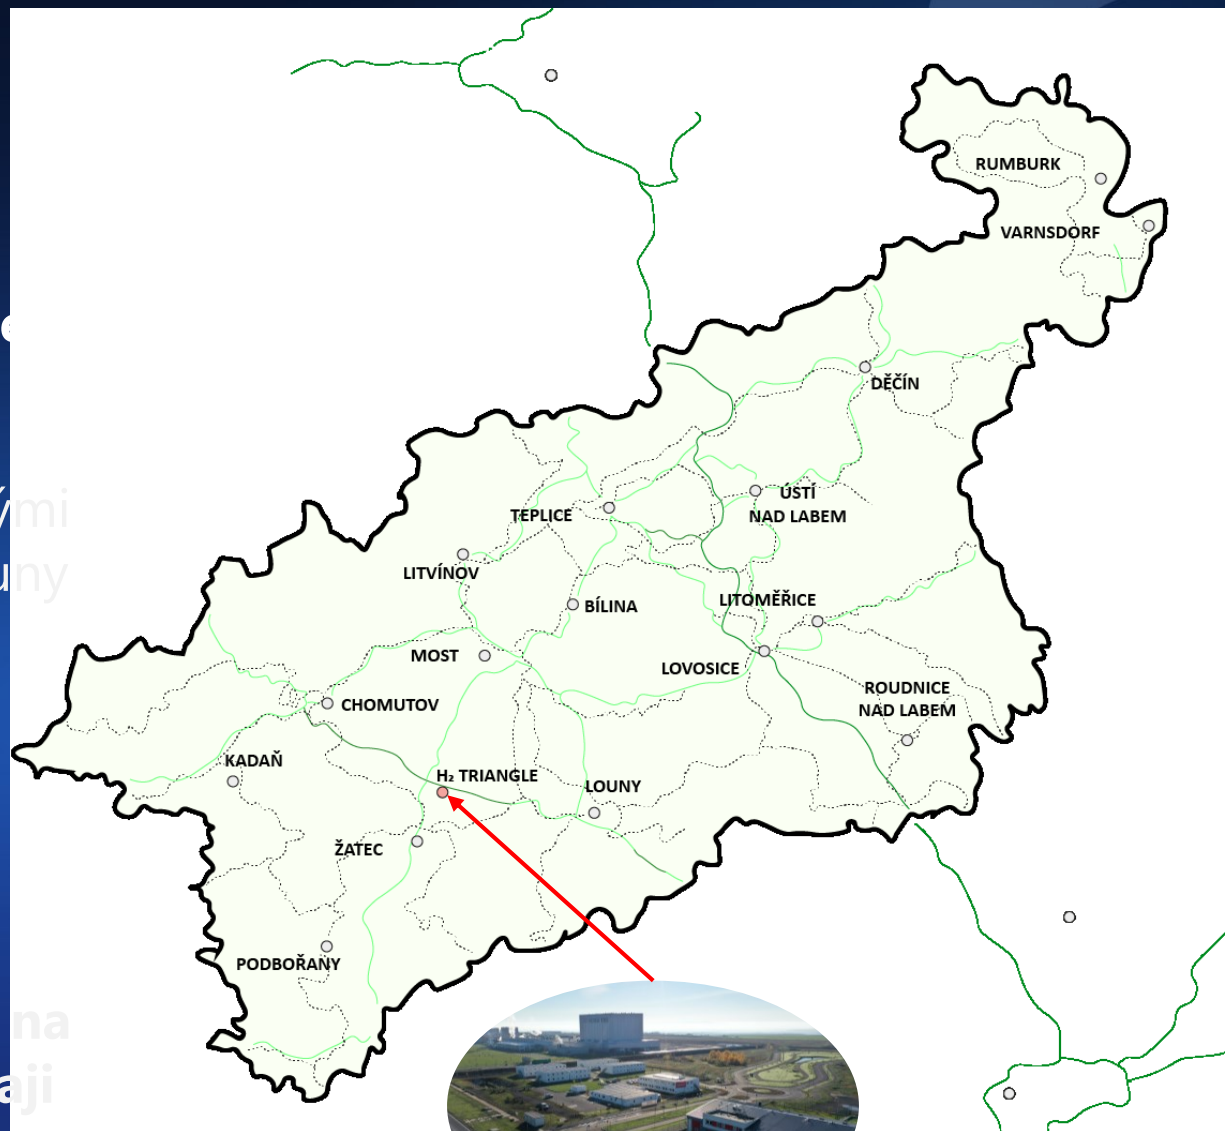 RUMBURK
VARNSDORF
DĚČÍN
ÚSTÍ
NAD LABEM
TEPLICE
LITVÍNOV
BÍLINA
LITOMĚŘICE
MOST
LOVOSICE
ROUDNICE
NAD LABEM
CHOMUTOV
KADAŇ
H₂ TRIANGLE
LOUNY
ŽATEC
PODBOŘANY
na